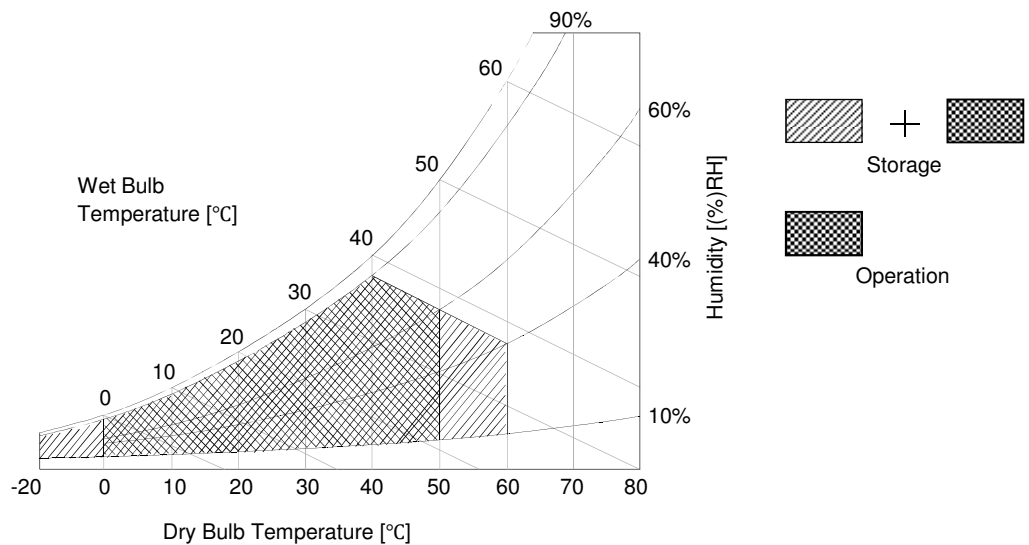 90%
60
60%
50
Storage
Wet Bulb
Temperature [℃]
40
40%
Humidity [(%)RH]
Operation
30
20
10
0
10%
-20 0 10 20 30 40 50 60 70 80
Dry Bulb Temperature [℃]